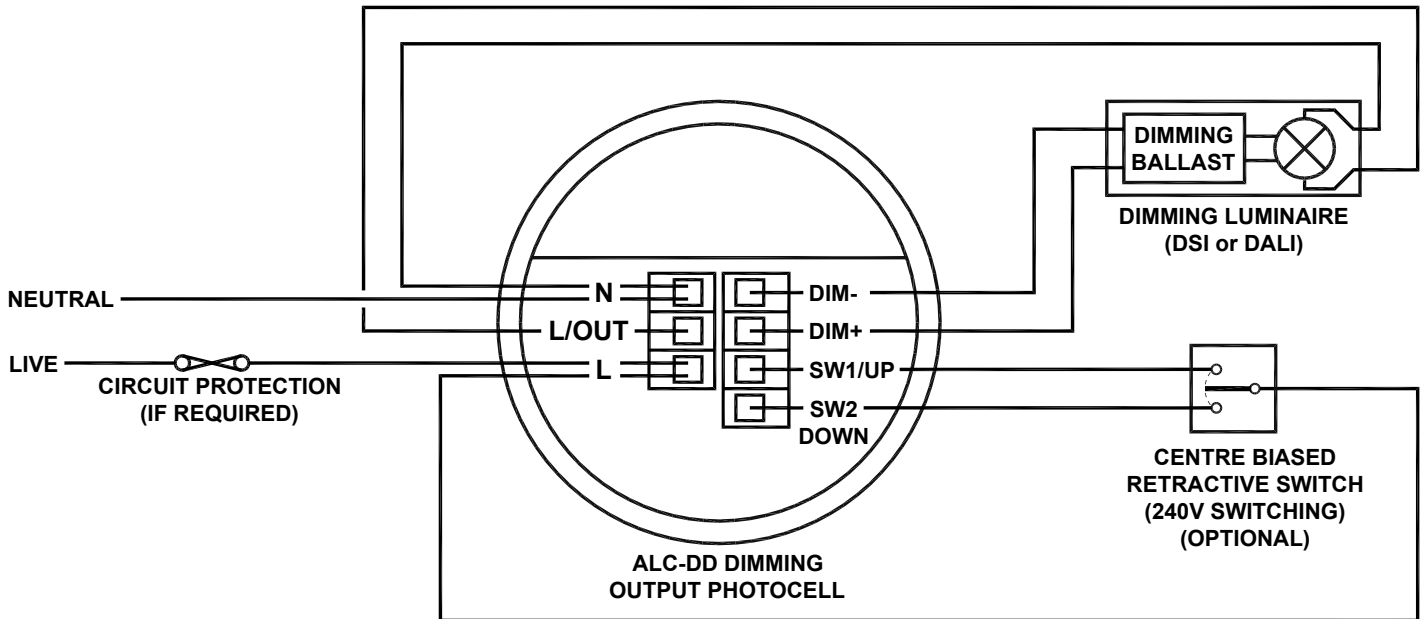 DIMMING
BALLAST
DIMMING LUMINAIRE
(DSI or DALI)
NEUTRAL
N
L/OUT
L
LIVE
CIRCUIT PROTECTION
(IF REQUIRED)
DIM-
DIM+
SW1/UP
SW2
DOWN
CENTRE BIASED
RETRACTIVE SWITCH
(240V SWITCHING)
(OPTIONAL)
ALC-DD DIMMING
OUTPUT PHOTOCELL